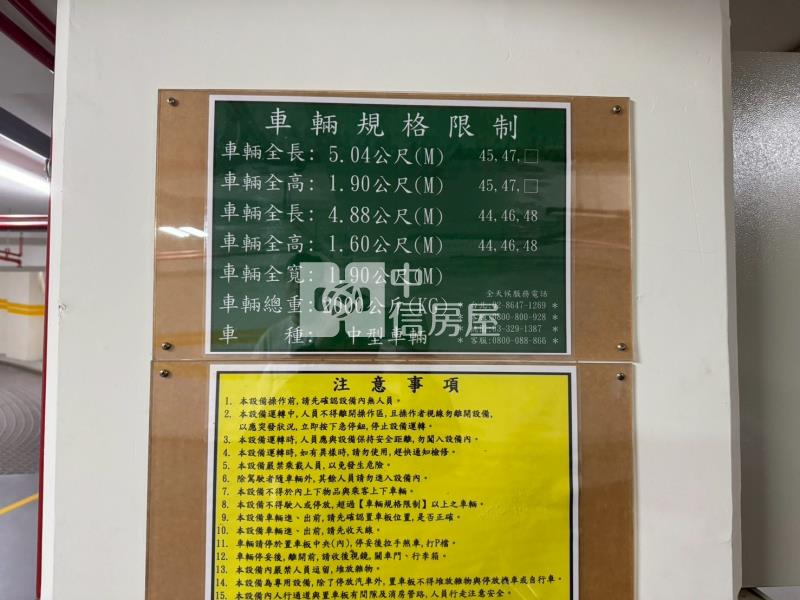 車輛規格限制
車輛全長: 5.04公尺(M) 45,47,□
車輛全高: 1.90公尺(M) 45,47,□
車輛全長: 4.88公尺(M) 44,46,48
車輛全高: 1.60公尺(M) 44,46,48
車輛全寬: 1.90公尺(M)
全天候服務電話
車輛總重: 2000公斤(KG)
02-8647-1269 *
0800-800-928 *
03-329-1387 *
車 種: 中型車輛
* 客服:0800-088-866 *
中信房屋
注意事項
1. 本設備操作前,請先確認設備內無人員。
2. 本設備運轉中,人員不得離開操作區,且操作者視線勿離開設備,
以應突發狀況,立即按下急停鈕,停止設備運轉。
3. 本設備運轉時,人員應與設備保持安全距離,勿闖入設備內。
4. 本設備運轉時,如有異樣時,請勿使用,趕快通知檢修。
5. 本設備嚴禁乘載人員,以免發生危險。
6. 除駕駛者隨車輛外,其餘人員請勿進入設備內。
7. 本設備不得於內上下物品與乘客上下車輛。
8. 本設備不得駛入或停放,超過【車輛規格限制】以上之車輛。
9. 本設備車輛進、出前,請先確認置車板位置,是否正確。
10. 本設備車輛進、出前,請先收天線。
11. 車輛請停於置車板中央(內),停妥後拉手煞車,打P檔。
12. 車輛停妥後,離開前,請收後視鏡,關車門、行李箱。
13. 本設備內嚴禁人員逗留,堆放雜物。
14. 本設備為專用設備,除了停放汽車外,置車板不得堆放雜物與停放機車或自行車。
15. 本設備內人行通道與置車板有間隙及消防管路,人員行走注意安全。